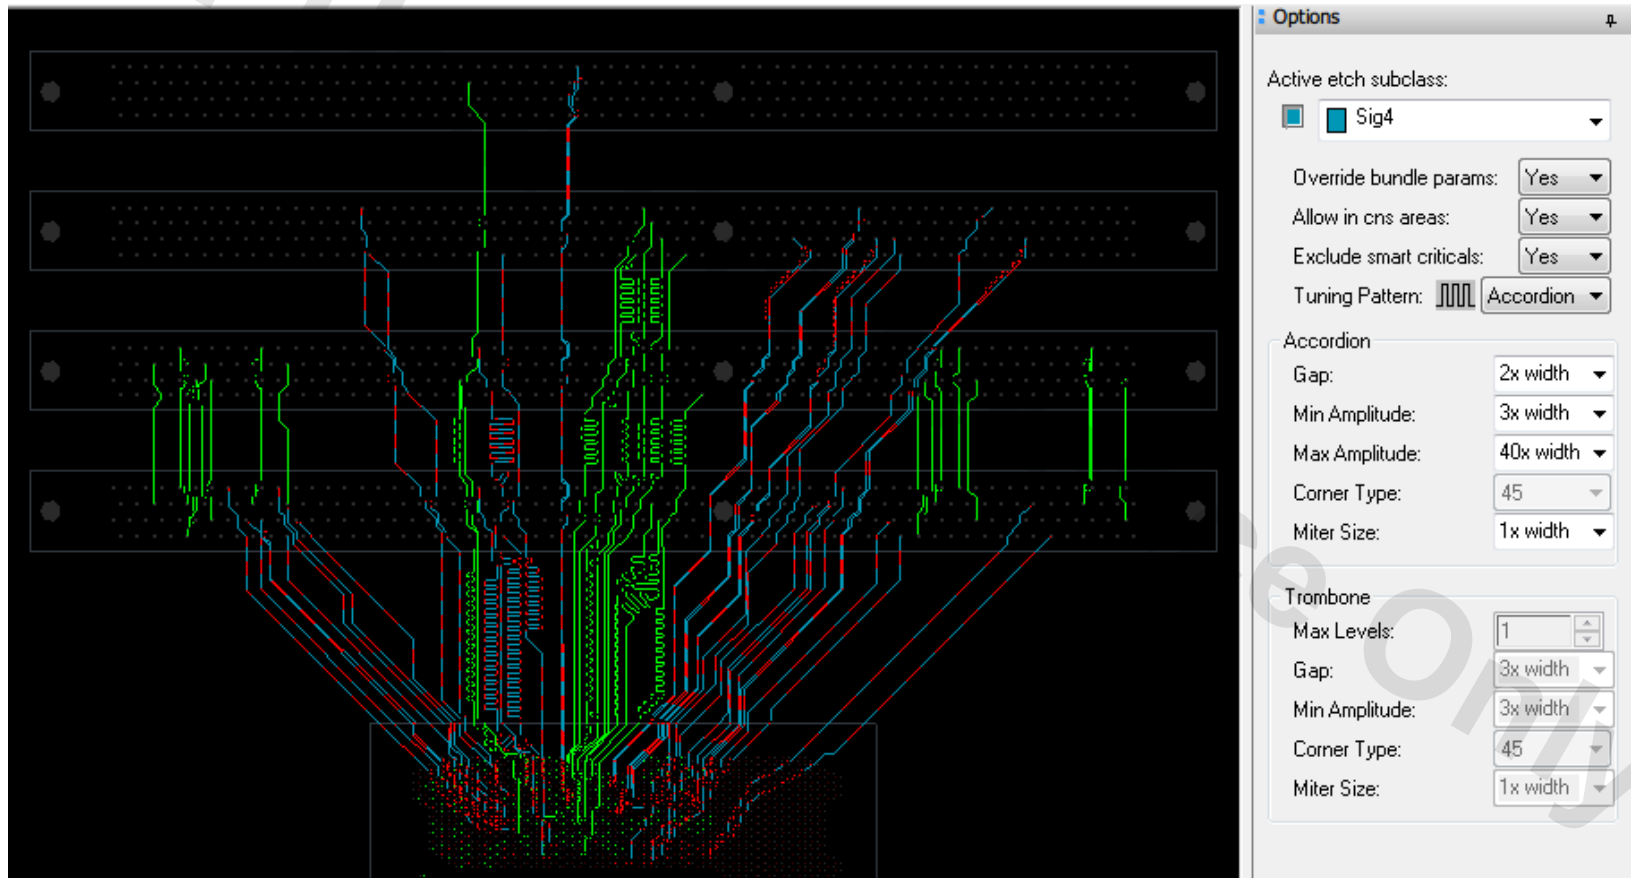 Options
Active etch subclass:
Sig4
Override bundle params: Yes
Allow in cns areas: Yes
Exclude smart criticals: Yes
Tuning Pattern: Accordion
Accordion
Gap: 2x width
Min Amplitude: 3x width
Max Amplitude: 40x width
Corner Type: 45
Miter Size: 1x width
Trombone
Max Levels: 1
Gap: 3x width
Min Amplitude: 3x width
Corner Type: 45
Miter Size: 1x width
Only